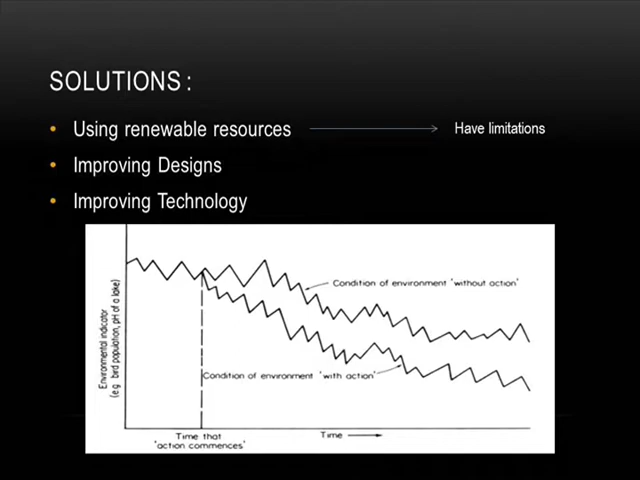 SOLUTIONS :
• Using renewable resources
Have limitations
• Improving Designs
• Improving Technology
Environmental indicator
(e.g. bird population, pH of a lake)
Condition of environment 'without action'
Condition of environment 'with action'
Time that
'action commences'
Time